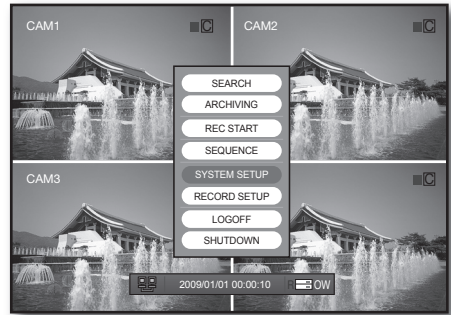 CAM1 C
CAM2 C
SEARCH
ARCHIVING
REC START
SEQUENCE
SYSTEM SETUP
CAM3 C
RECORD SETUP
LOGOFF
SHUTDOWN
2009/01/01 00:00:10 R OW